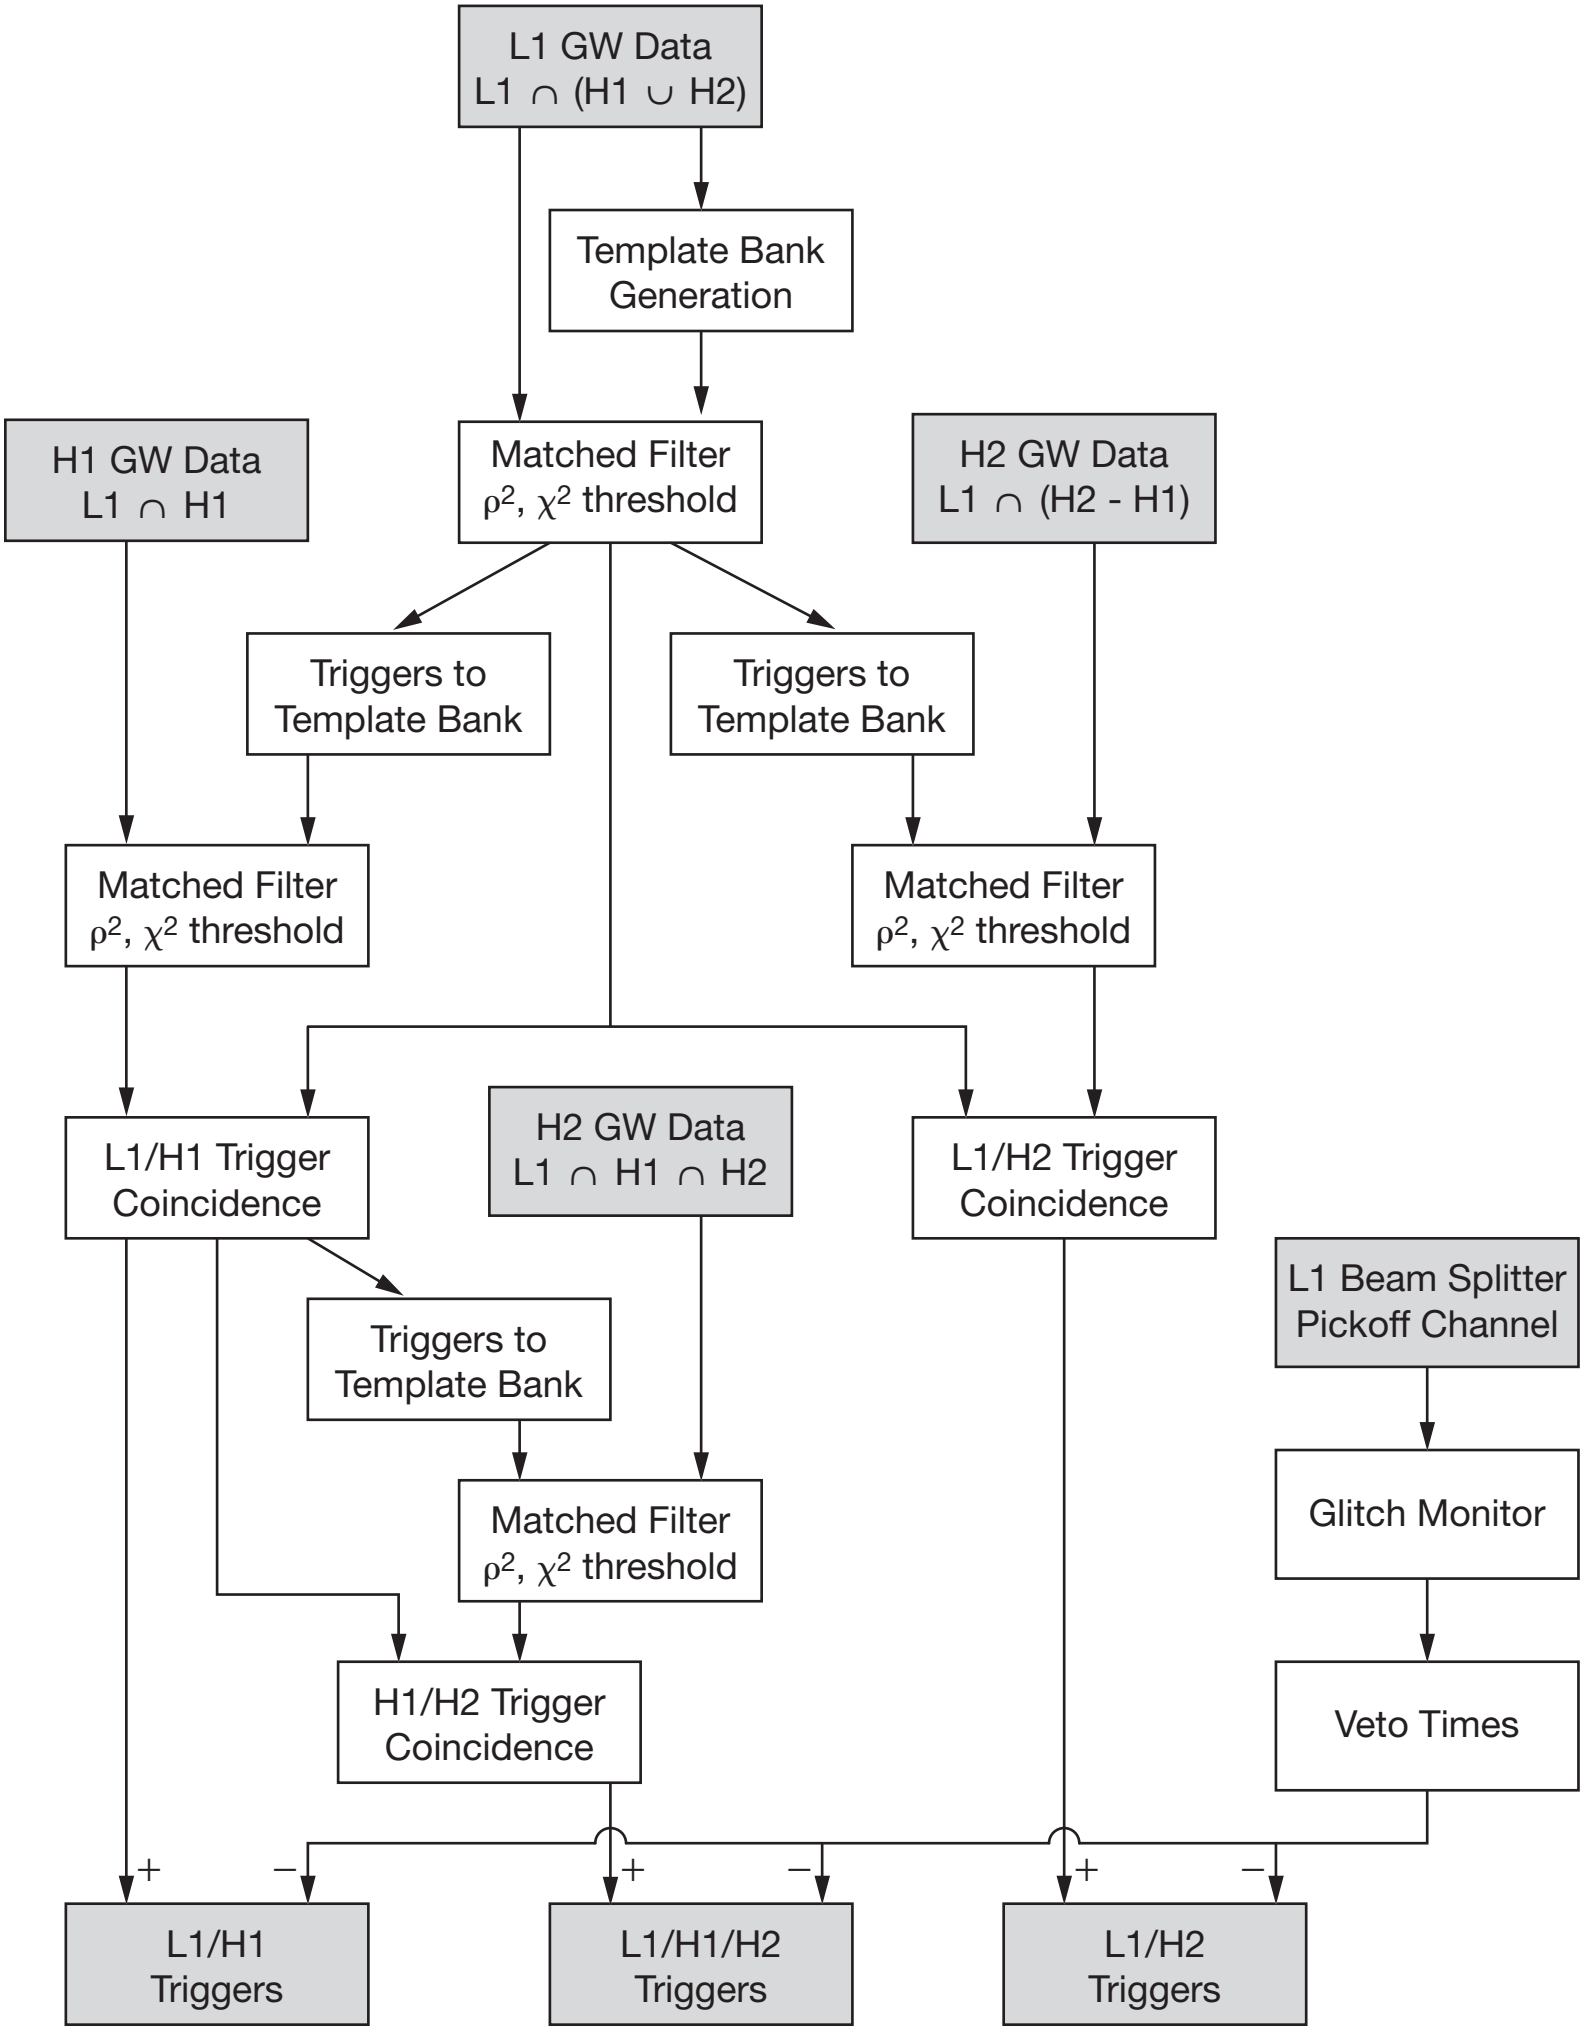 L1 GW Data
L1 ∩ (H1 ∪ H2)
Template Bank
Generation
H1 GW Data
L1 ∩ H1
Matched Filter
ρ², χ² threshold
H2 GW Data
L1 ∩ (H2 - H1)
Triggers to
Template Bank
Triggers to
Template Bank
Matched Filter
ρ², χ² threshold
Matched Filter
ρ², χ² threshold
L1/H1 Trigger
Coincidence
H2 GW Data
L1 ∩ H1 ∩ H2
L1/H2 Trigger
Coincidence
L1 Beam Splitter
Pickoff Channel
Triggers to
Template Bank
Glitch Monitor
Matched Filter
ρ², χ² threshold
H1/H2 Trigger
Coincidence
Veto Times
+ − + − + −
L1/H1
Triggers
L1/H1/H2
Triggers
L1/H2
Triggers